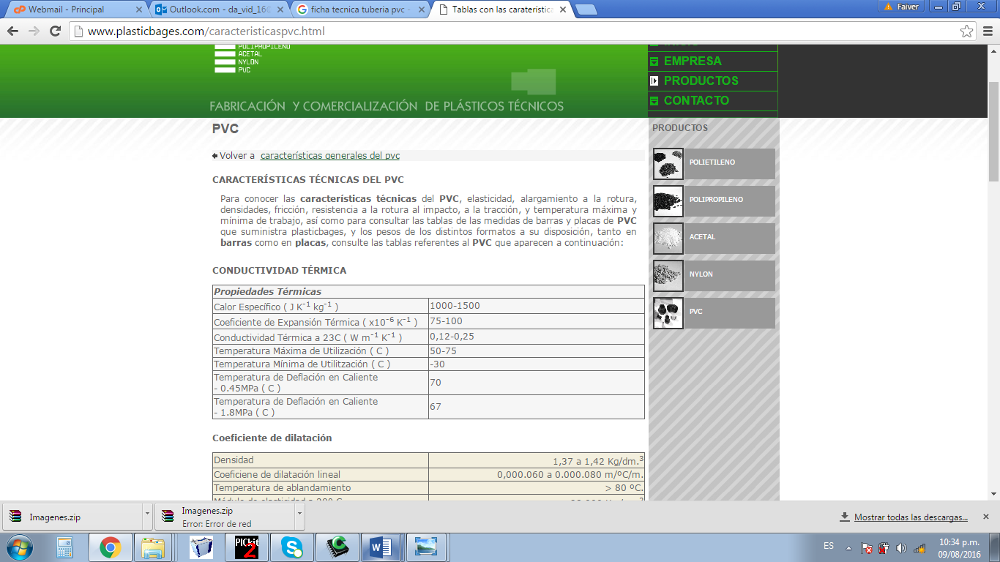 Webmail - Principal
Outlook.com - da_vid_16@
ficha tecnica tuberia pvc -
Tablas con las caraterística
Faiver
www.plasticbages.com/caracteristicaspvc.html
POLIPROPILENO
ACETAL
NYLON
PVC
FABRICACIÓN Y COMERCIALIZACIÓN DE PLÁSTICOS TÉCNICOS
EMPRESA
PRODUCTOS
CONTACTO
PVC
Volver a características generales del pvc
CARACTERÍSTICAS TÉCNICAS DEL PVC
Para conocer las características técnicas del PVC, elasticidad, alargamiento a la rotura,
densidades, fricción, resistencia a la rotura al impacto, a la tracción, y temperatura máxima y
mínima de trabajo, así como para consultar las tablas de las medidas de barras y placas de PVC
que suministra plasticbages, y los pesos de los distintos formatos a su disposición, tanto en
barras como en placas, consulte las tablas referentes al PVC que aparecen a continuación:
CONDUCTIVIDAD TÉRMICA
Propiedades Térmicas
Calor Específico ( J K-1 kg-1 ) 1000-1500
Coeficiente de Expansión Térmica ( x10-6 K-1 ) 75-100
Conductividad Térmica a 23C ( W m-1 K-1 ) 0,12-0,25
Temperatura Máxima de Utilización ( C ) 50-75
Temperatura Mínima de Utilitzación ( C ) -30
Temperatura de Deflación en Caliente
- 0.45MPa ( C ) 70
Temperatura de Deflación en Caliente
- 1.8MPa ( C ) 67
Coeficiente de dilatación
Densidad 1,37 a 1,42 Kg/dm.3
Coeficiene de dilatación lineal 0,000.060 a 0.000.080 m/ºC/m.
Temperatura de ablandamiento > 80 ºC.
PRODUCTOS
POLIETILENO
POLIPROPILENO
ACETAL
NYLON
PVC
Imagenes.zip
Imagenes.zip
Error: Error de red
Mostrar todas las descargas...
PICkit
2
ES
10:34 p.m.
09/08/2016